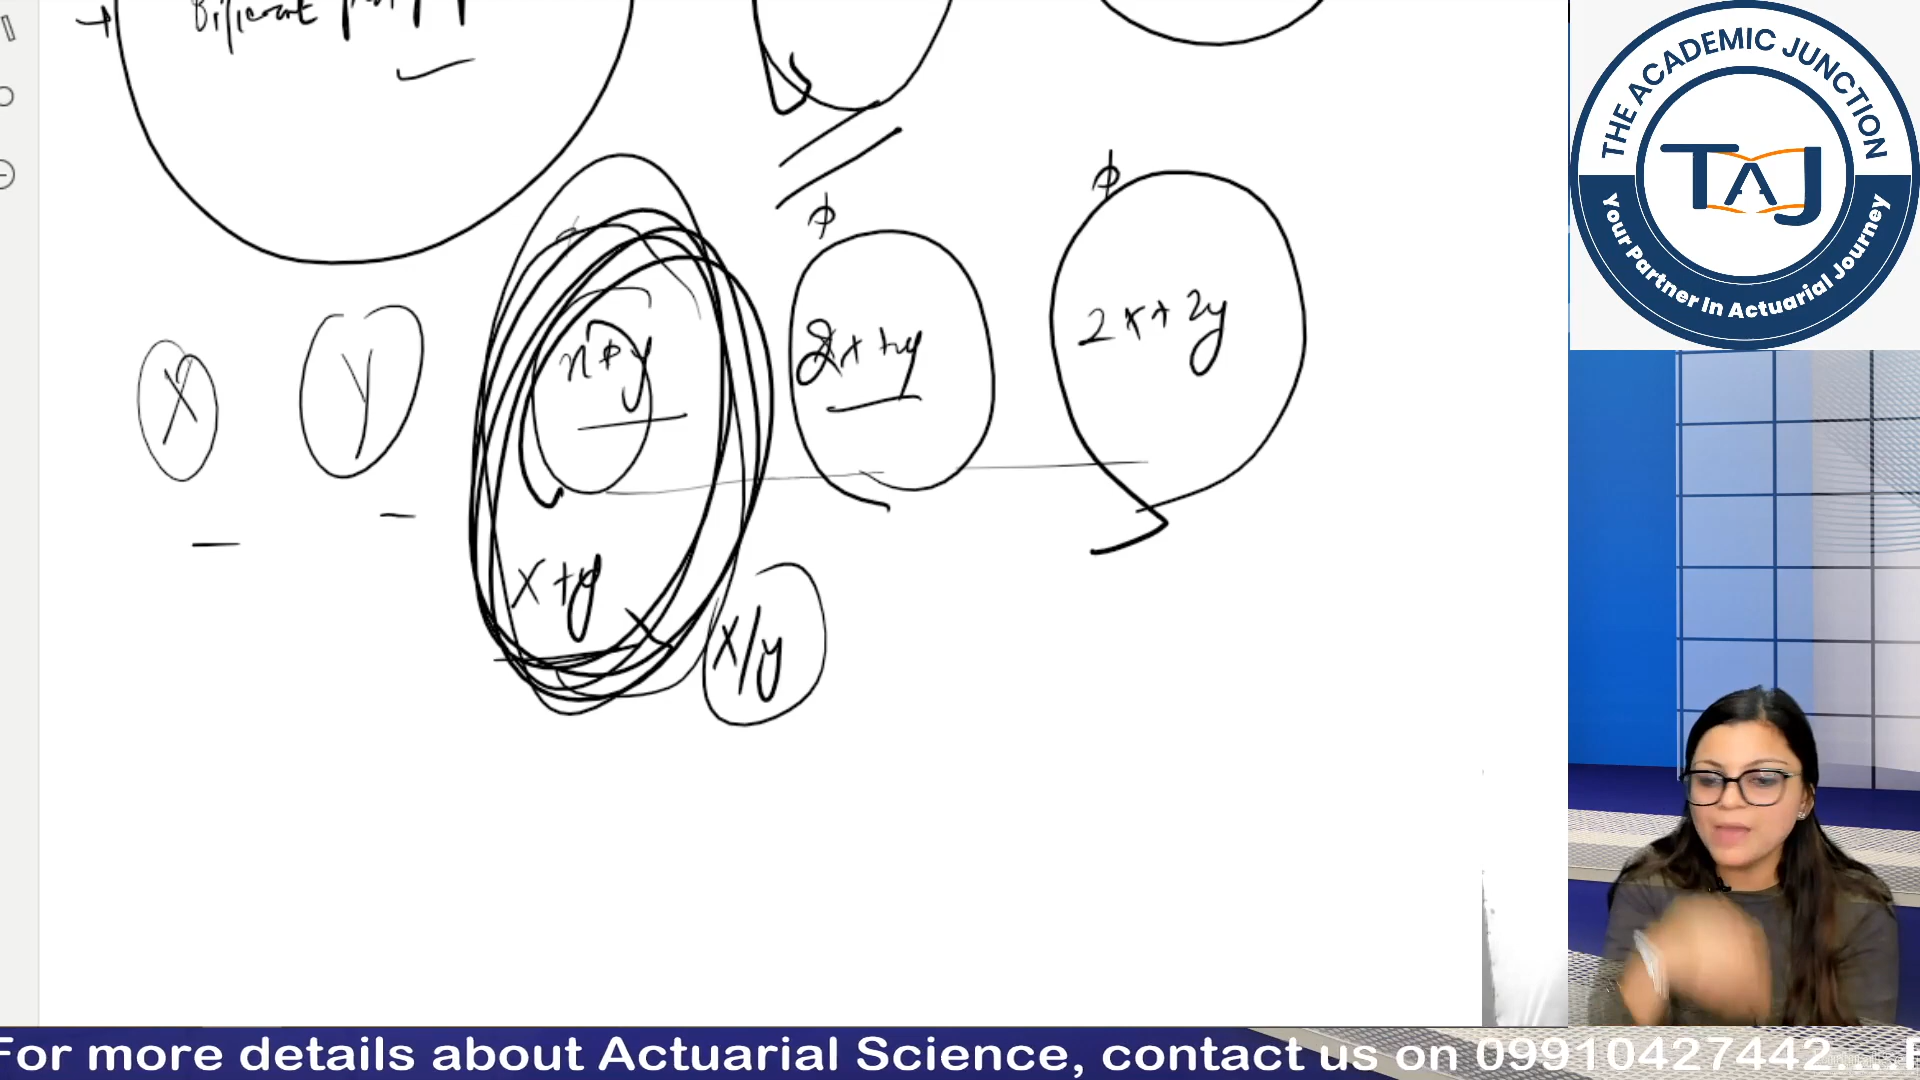 ϕ
ϕ
X
y
x+y
2x+y
2x+2y
x+y
x/y
THE ACADEMIC JUNCTION
TAJ
Your Partner In Actuarial Journey
For more details about Actuarial Science, contact us on 09910427442....F